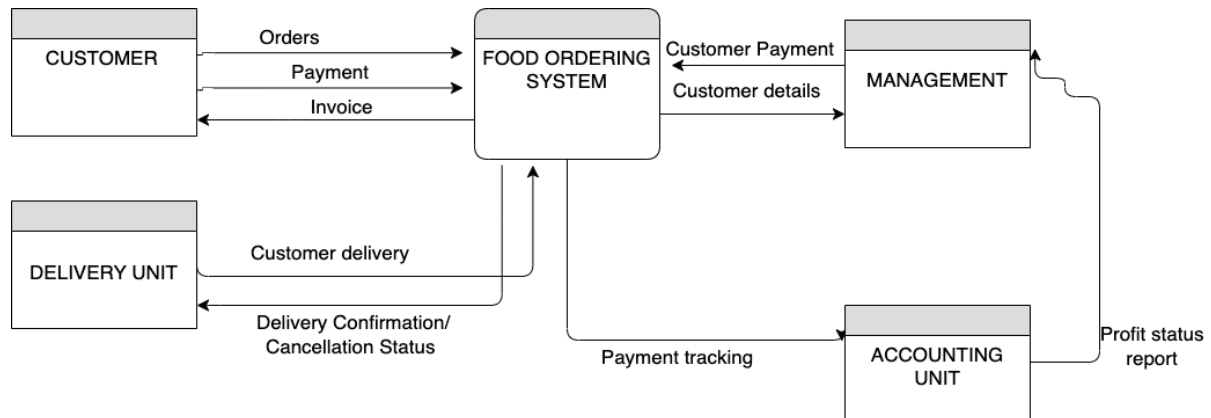 CUSTOMER
Orders
Payment
Invoice
FOOD ORDERING
SYSTEM
Customer Payment
Customer details
MANAGEMENT
DELIVERY UNIT
Customer delivery
Delivery Confirmation/
Cancellation Status
Payment tracking
ACCOUNTING
UNIT
Profit status
report